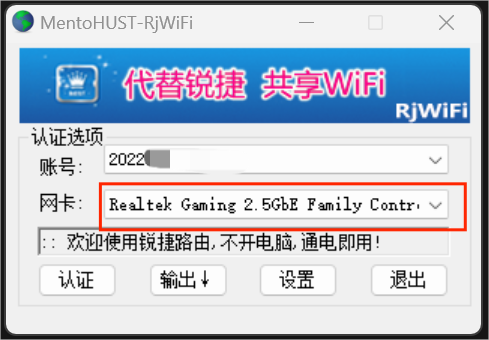 MentoHUST-RjWiFi
代替锐捷 共享WiFi
RjWiFi
认证选项
账号: 2022
网卡: Realtek Gaming 2.5GbE Family Contr
:: 欢迎使用锐捷路由,不开电脑,通电即用!
认证 输出↓ 设置 退出